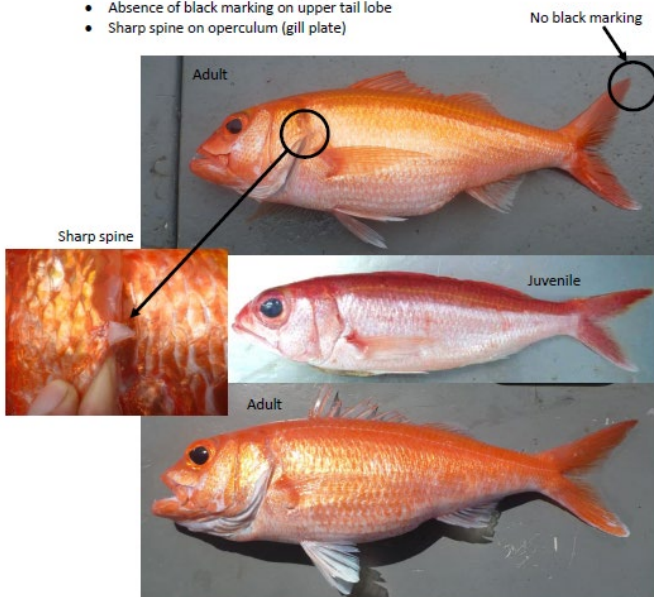 • Absence of black marking on upper tail lobe
• Sharp spine on operculum (gill plate)
No black marking
Adult
Sharp spine
Juvenile
Adult